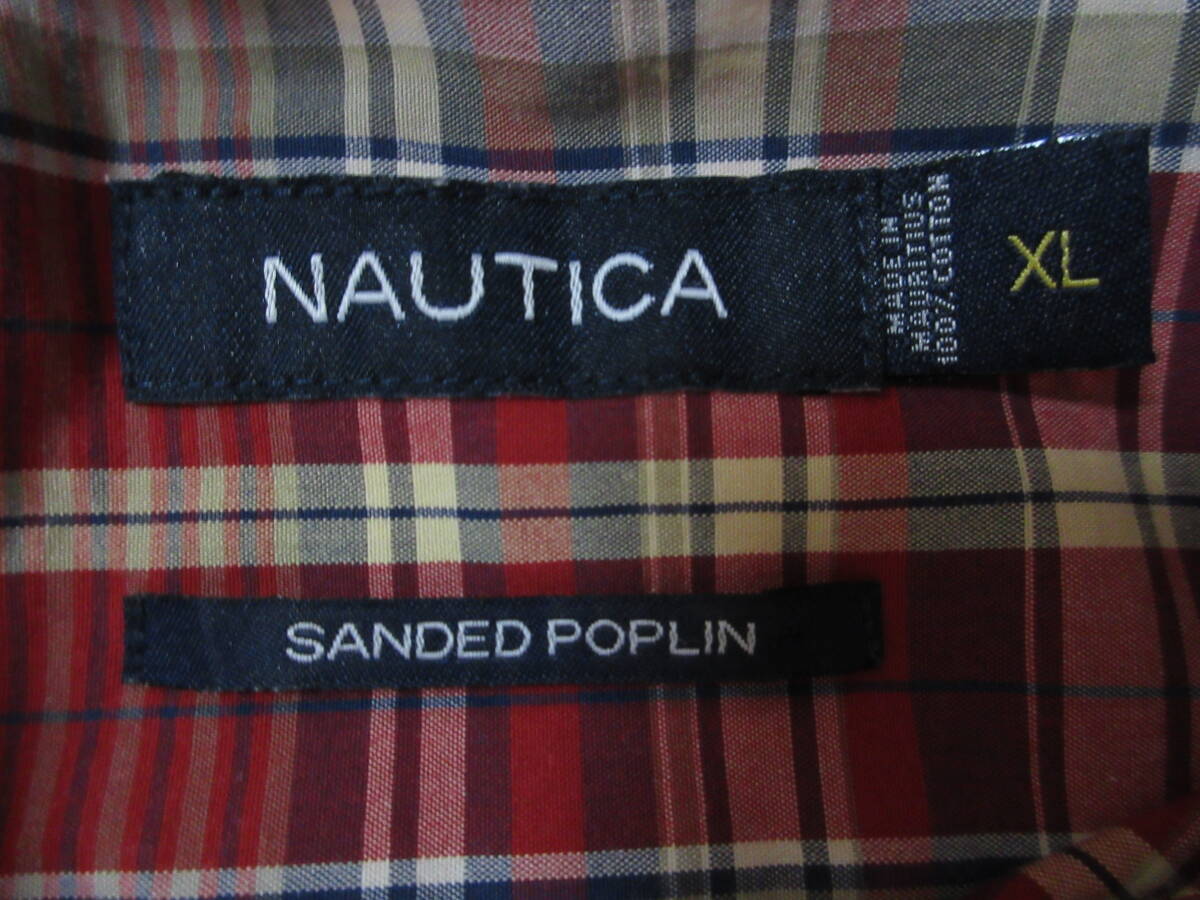 NAUTICA
MADE IN
MAURITIUS
100% COTTON
XL
SANDED POPLIN